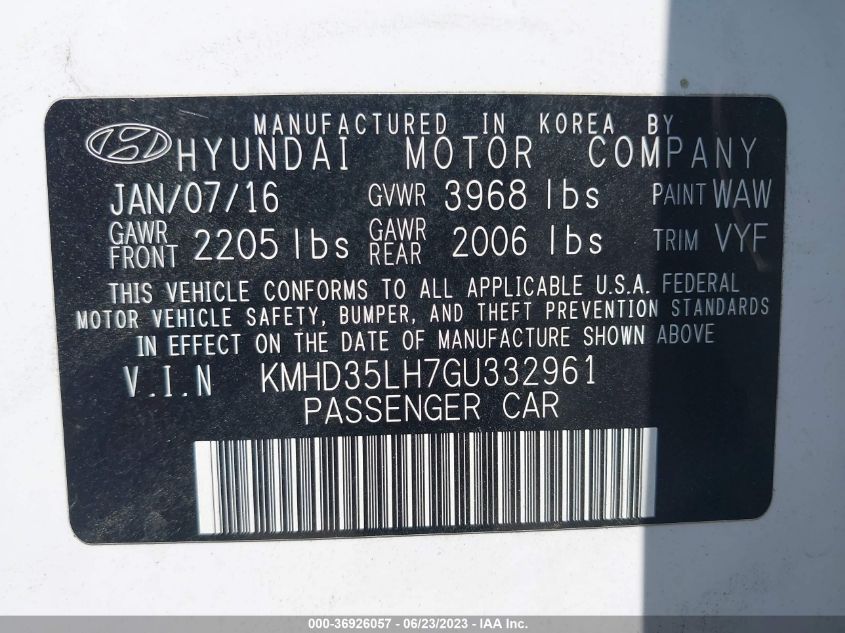 MANUFACTURED IN KOREA BY
HYUNDAI MOTOR COMPANY
JAN/07/16 GVWR 3968 lbs PAINT WAW
GAWR FRONT 2205 lbs GAWR REAR 2006 lbs TRIM VYF
THIS VEHICLE CONFORMS TO ALL APPLICABLE U.S.A. FEDERAL
MOTOR VEHICLE SAFETY, BUMPER, AND THEFT PREVENTION STANDARDS
IN EFFECT ON THE DATE OF MANUFACTURE SHOWN ABOVE
V.I.N KMHD35LH7GU332961
PASSENGER CAR
000-36926057 - 06/23/2023 - IAA Inc.